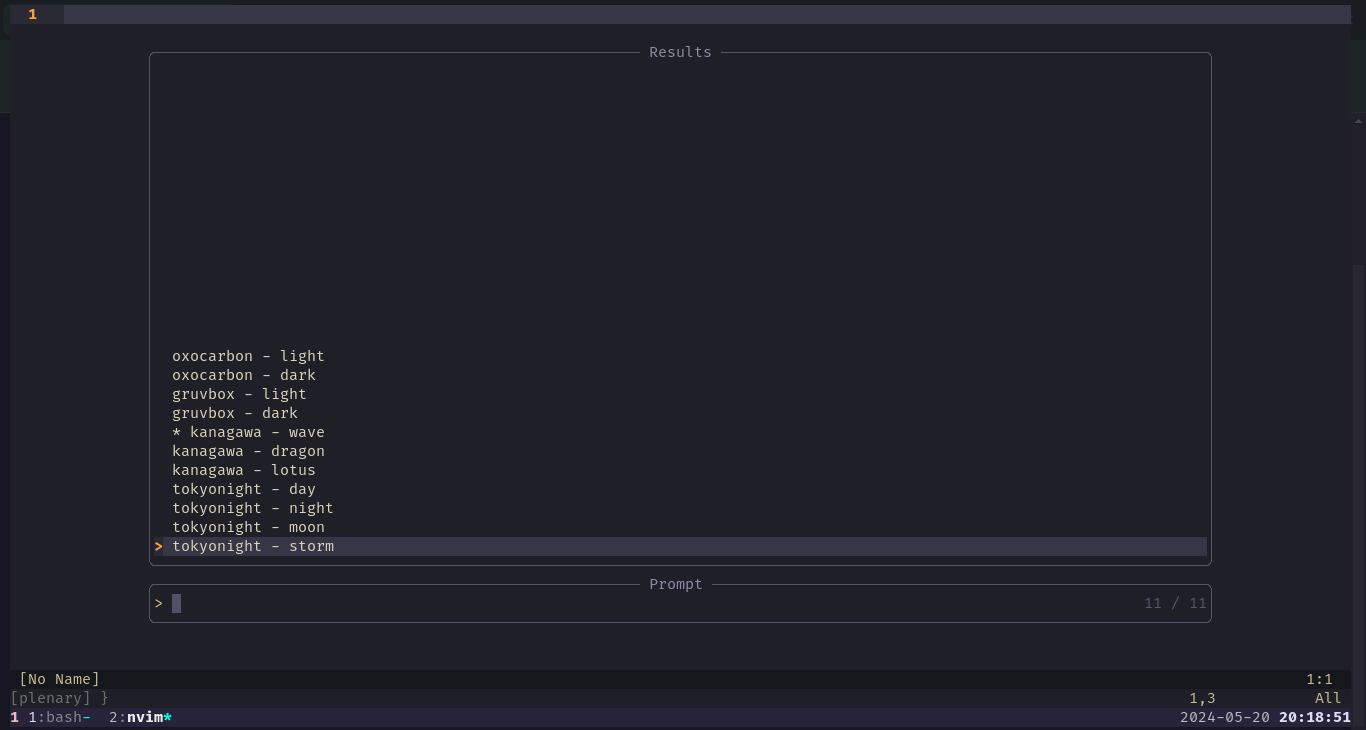 1
Results
oxocarbon - light
oxocarbon - dark
gruvbox - light
gruvbox - dark
* kanagawa - wave
kanagawa - dragon
kanagawa - lotus
tokyonight - day
tokyonight - night
tokyonight - moon
> tokyonight - storm
Prompt
> 11 / 11
[No Name] 1:1
[plenary] } 1,3 All
1 1:bash- 2:nvim* 2024-05-20 20:18:51